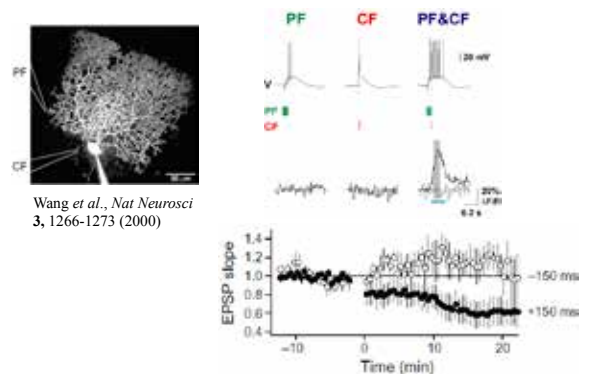 PF CF PF&CF
PF
CF
20 mV
V
PF
CF
Wang et al., Nat Neurosci
3, 1266-1273 (2000)
20%
0.2 s
EPSP slope
1.4
1.2
1.0
0.8
0.6
0.4
−150 ms
+150 ms
−10 0 10 20
Time (min)